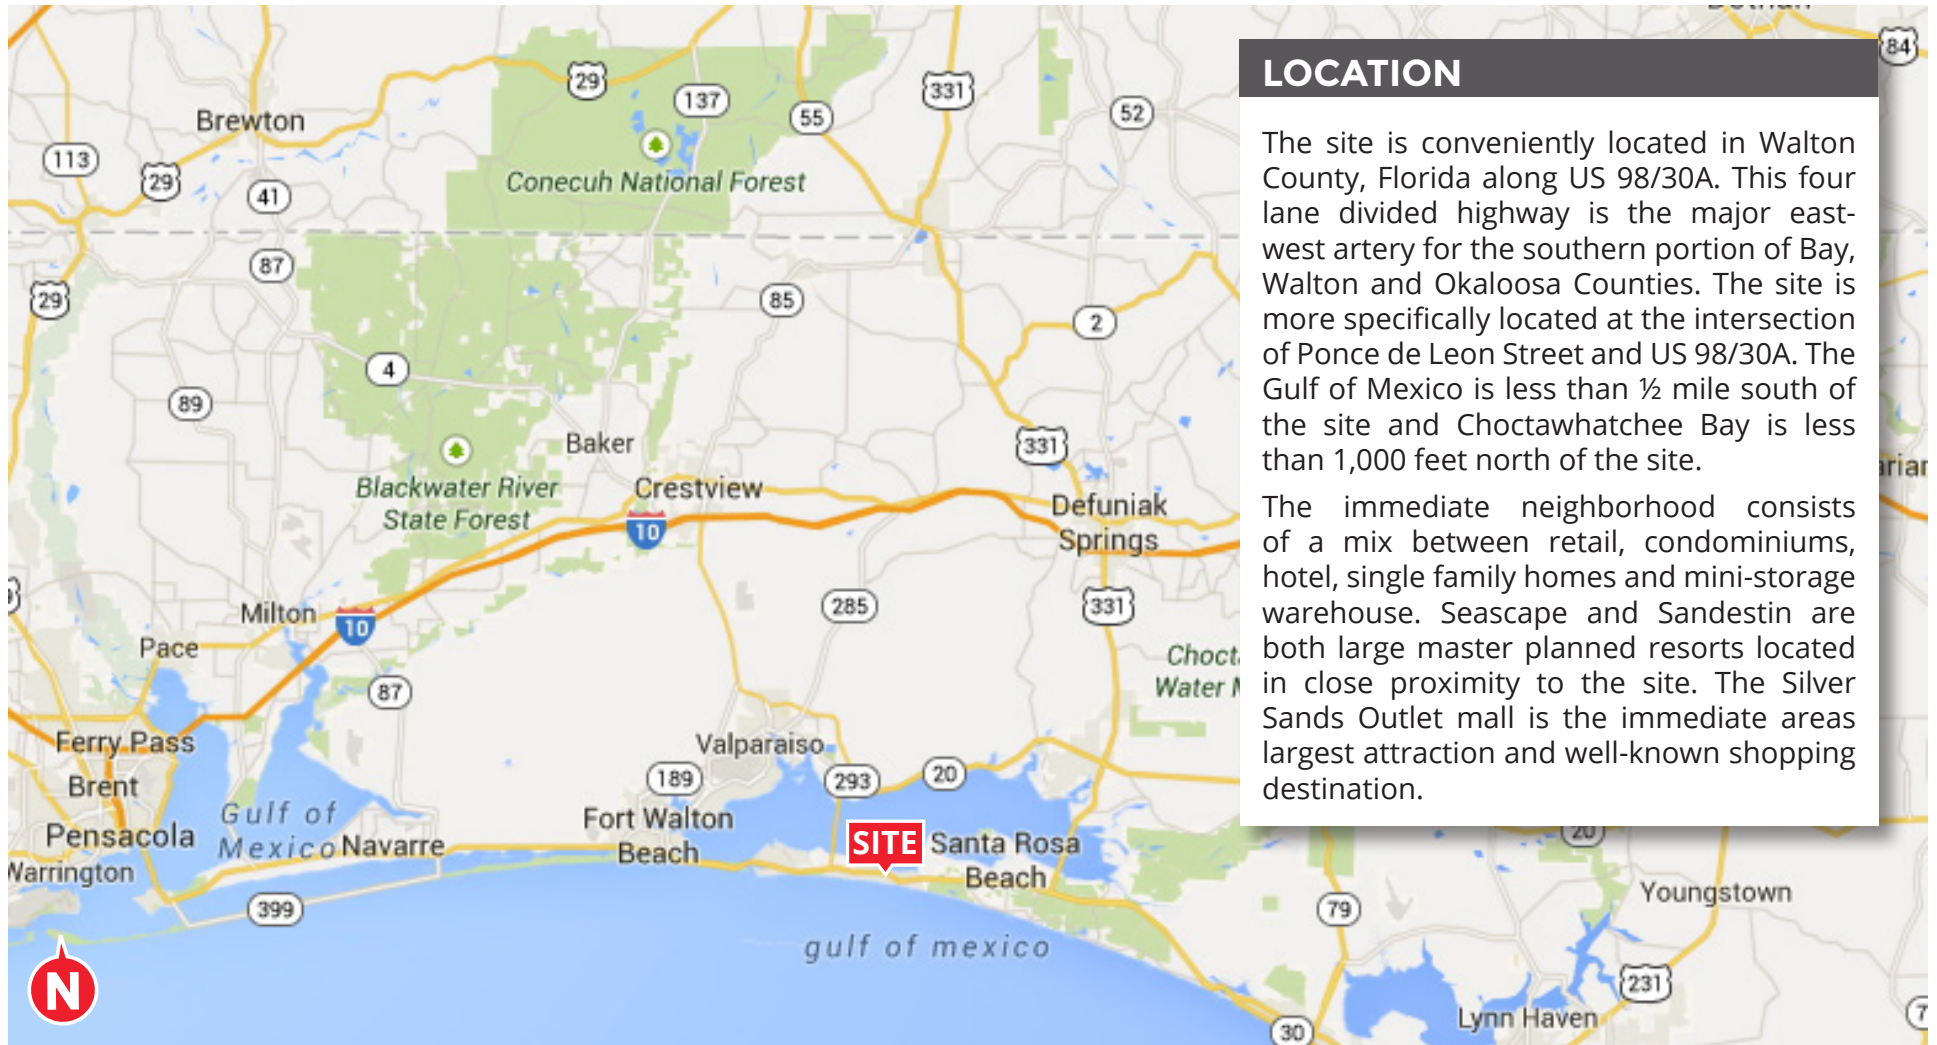 Dothan
84
29
137
331
LOCATION
Brewton
55
52
113
29
Conecuh National Forest
41
The site is conveniently located in Walton
County, Florida along US 98/30A. This four
lane divided highway is the major east-
west artery for the southern portion of Bay,
Walton and Okaloosa Counties. The site is
more specifically located at the intersection
of Ponce de Leon Street and US 98/30A. The
Gulf of Mexico is less than ½ mile south of
the site and Choctawhatchee Bay is less
than 1,000 feet north of the site.
The immediate neighborhood consists
of a mix between retail, condominiums,
hotel, single family homes and mini-storage
warehouse. Seascape and Sandestin are
both large master planned resorts located
in close proximity to the site. The Silver
Sands Outlet mall is the immediate areas
largest attraction and well-known shopping
destination.
87
29
85
2
4
89
Baker
331
arian
Blackwater River
State Forest
Crestview
10
Defuniak
Springs
Milton
10
285
331
Pace
Choct
Water M
87
Ferry Pass
Valparaiso
Brent
189
293
20
Gulf of
Mexico
Fort Walton
Beach
Pensacola
Navarre
SITE
Santa Rosa
Beach
20
Warrington
399
79
Youngstown
gulf of mexico
N
231
Lynn Haven
30
7